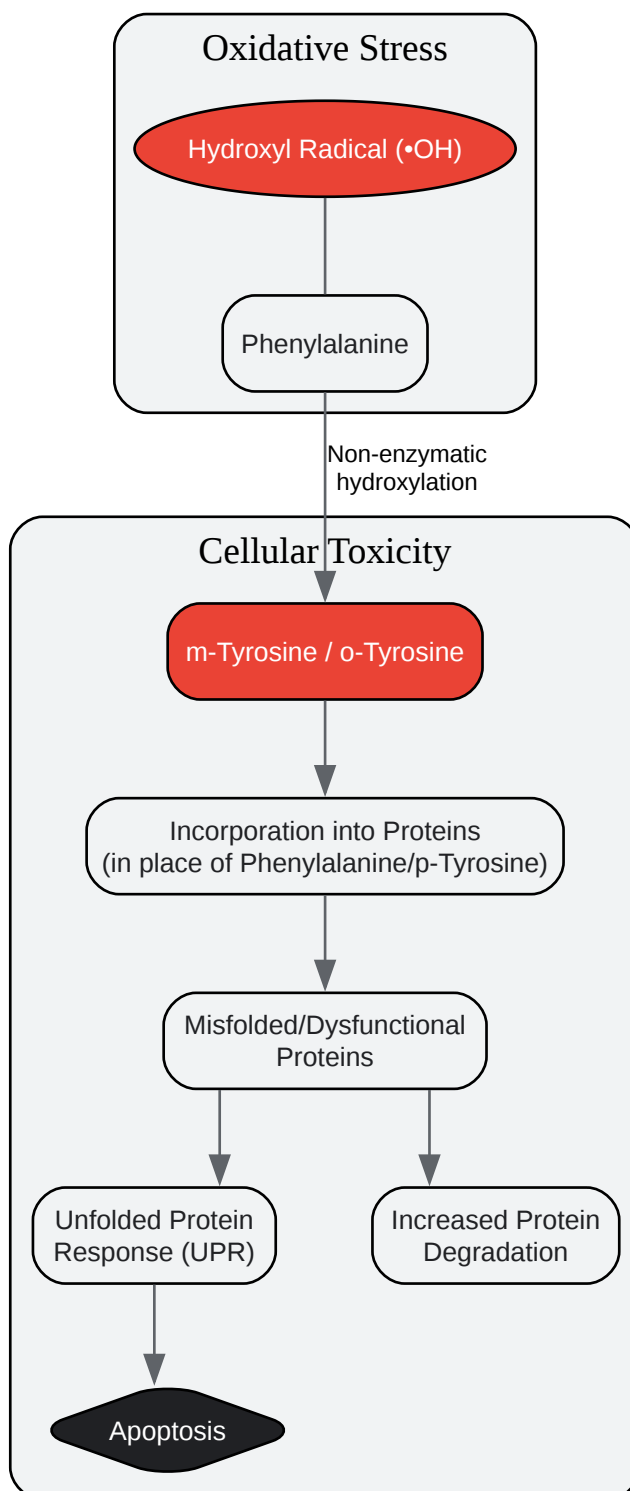 Oxidative Stress
Hydroxyl Radical (•OH)
Phenylalanine
Non-enzymatic
hydroxylation
Cellular Toxicity
m-Tyrosine / o-Tyrosine
Incorporation into Proteins
(in place of Phenylalanine/p-Tyrosine)
Misfolded/Dysfunctional
Proteins
Unfolded Protein
Response (UPR)
Increased Protein
Degradation
Apoptosis